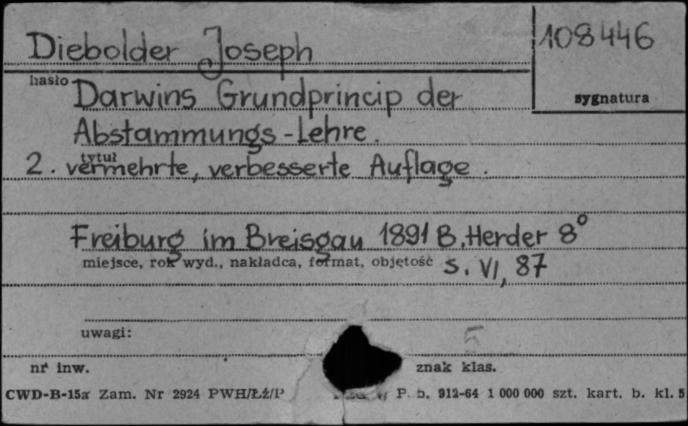 Diebolder Joseph
108446
hasło
sygnatura
Darwins Grundprincip der
Abstammungs-Lehre.
tytuł
2. vermehrte, verbesserte Auflage.
Freiburg im Breisgau 1891 B. Herder 8°
miejsce, rok wyd., nakładca, format, objętość s. VI, 87
uwagi:
5
nr inw.
znak klas.
CWD-B-15a Zam. Nr 2924 PWH/Łź/P P. b. 912-64 1 000 000 szt. kart. b. kl. 5